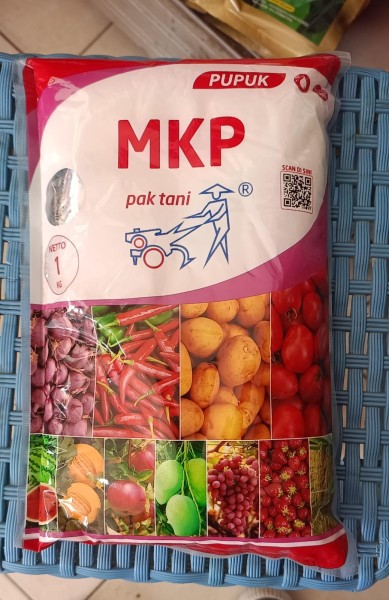 PUPUK
MKP
SCAN DI SINI
pak tani ®
NETTO
1
KG